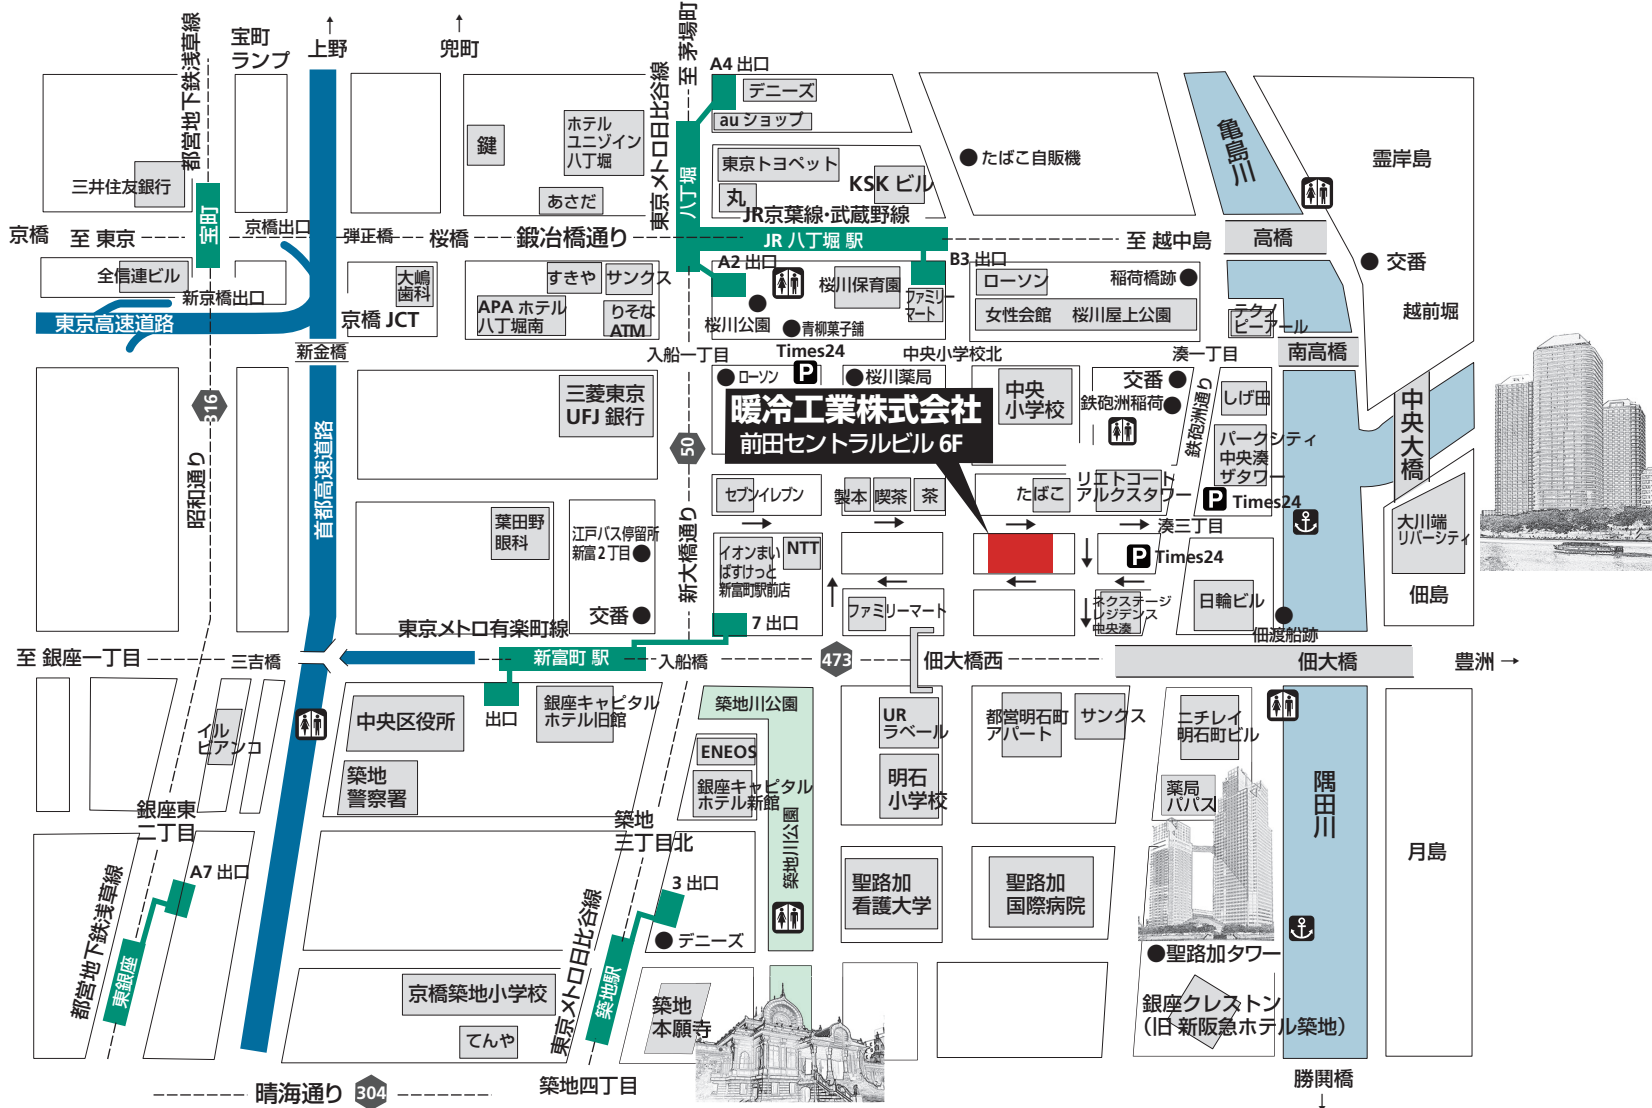 都営地下鉄浅草線
宝町
ランプ
↑
上野
↑
兜町
至 茅場町
東京メトロ日比谷線
A4 出口
デニーズ
au ショップ
鍵
ホテル
ユニゾイン
八丁堀
あさだ
三井住友銀行
東京トヨペット
丸
KSK ビル
たばこ自販機
亀島川
霊岸島
八丁堀
宝町
京橋
至 東京
京橋出口
弾正橋
桜橋
鍛冶橋通り
JR京葉線・武蔵野線
JR 八丁堀 駅
至 越中島
高橋
交番
越前堀
全信連ビル
新京橋出口
東京高速道路
大嶋
歯科
京橋 JCT
すきや
サンクス
APA ホテル
八丁堀南
りそな
ATM
A2 出口
桜川公園
桜川保育園
青柳菓子舗
B3 出口
ファミリー
マート
ローソン
稲荷橋跡
女性会館
桜川屋上公園
テクノ
ピーアール
南高橋
新金橋
入船一丁目
Times24
P
中央小学校北
湊一丁目
ローソン
桜川薬局
三菱東京
UFJ 銀行
暖冷工業株式会社
前田セントラルビル 6F
中央
小学校
交番
鉄砲洲稲荷
鉄砲洲通り
しげ田
パークシティ
中央湊
ザタワー
P Times24
中央大橋
316
昭和通り
首都高速道路
50
新大橋通り
セブンイレブン
製本
喫茶
茶
たばこ
リエトコート
アルクスタワー
湊三丁目
大川端
リバーシティ
佃島
葉田野
眼科
江戸バス停留所
新富2丁目
交番
イオンまい
ばすけっと
新富町駅前店
NTT
P Times24
ファミリーマート
ネクステージ
レジデンス
中央湊
日輪ビル
佃渡船跡
7 出口
東京メトロ有楽町線
至 銀座一丁目
三吉橋
新富町 駅
入船橋
473
佃大橋西
佃大橋
豊洲 →
出口
イル
ビアンコ
中央区役所
銀座キャピタル
ホテル旧館
築地
警察署
築地川公園
ENEOS
銀座キャピタル
ホテル新館
UR
ラベール
明石
小学校
都営明石町
アパート
サンクス
ニチレイ
明石町ビル
薬局
パパス
隅田川
月島
銀座東
二丁目
A7 出口
都営地下鉄浅草線
東銀座
築地
三丁目北
築地川公園
3 出口
デニーズ
東京メトロ日比谷線
築地駅
聖路加
看護大学
聖路加
国際病院
聖路加タワー
銀座クレストン
（旧 新阪急ホテル築地）
京橋築地小学校
てんや
築地
本願寺
築地四丁目
晴海通り
304
勝鬨橋
↓